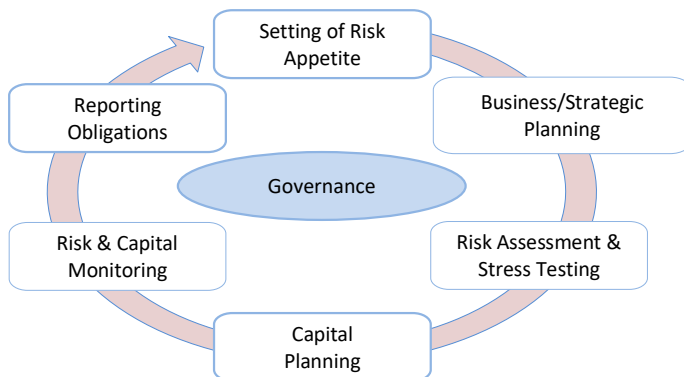 Setting of Risk
Appetite
Business/Strategic
Planning
Risk Assessment &
Stress Testing
Capital
Planning
Risk & Capital
Monitoring
Reporting
Obligations
Governance